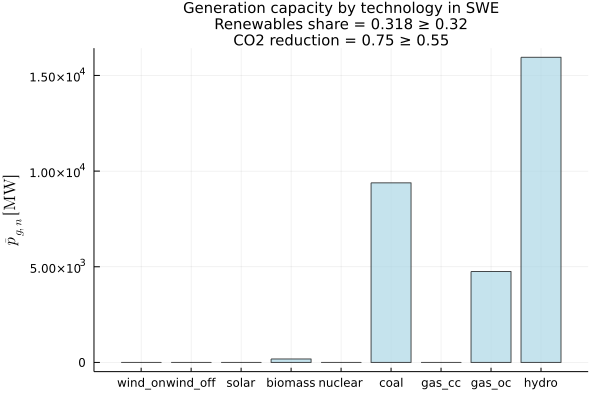 Generation capacity by technology in SWE
Renewables share = 0.318 ≥ 0.32
CO2 reduction = 0.75 ≥ 0.55
1.50×10⁴
1.00×10⁴
5.00×10³
0
p̄_{g,n} [MW]
wind_on wind_off solar biomass nuclear coal gas_cc gas_oc hydro